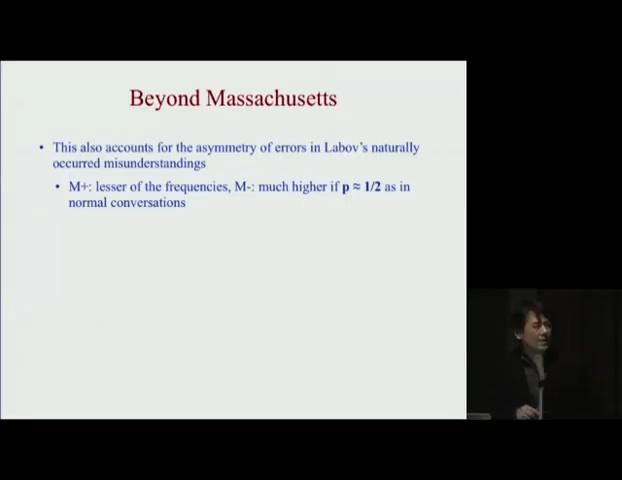 Beyond Massachusetts
• This also accounts for the asymmetry of errors in Labov's naturally
occurred misunderstandings
• M+: lesser of the frequencies, M-: much higher if p ≈ 1/2 as in
normal conversations